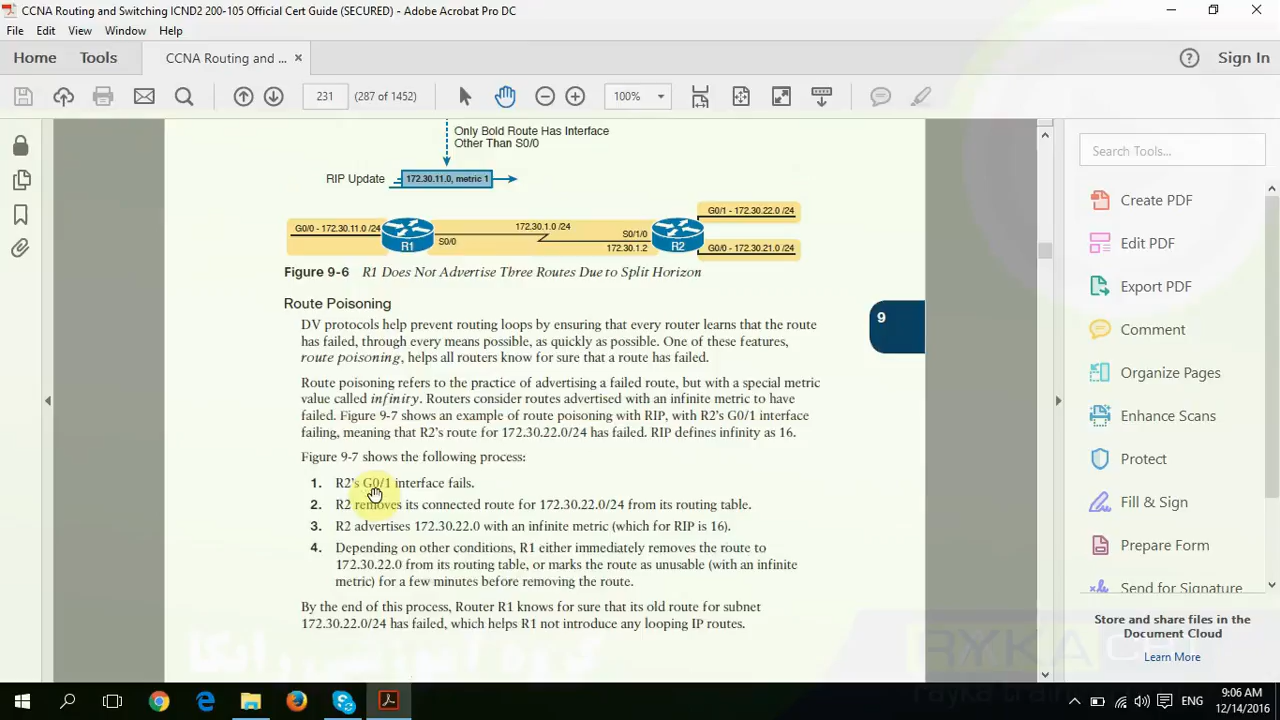 CCNA Routing and Switching ICND2 200-105 Official Cert Guide (SECURED) - Adobe Acrobat Pro DC
File Edit View Window Help
Home Tools CCNA Routing and ... × Sign In
231 (287 of 1452) 100%
Only Bold Route Has Interface
Other Than S0/0
RIP Update 172.30.11.0, metric 1
G0/1 - 172.30.22.0 /24
G0/0 - 172.30.11.0 /24 172.30.1.0 /24 S0/1/0
R1 S0/0 172.30.1.2 R2 G0/0 - 172.30.21.0 /24
Figure 9-6 R1 Does Not Advertise Three Routes Due to Split Horizon
Route Poisoning
DV protocols help prevent routing loops by ensuring that every router learns that the route
has failed, through every means possible, as quickly as possible. One of these features,
route poisoning, helps all routers know for sure that a route has failed.
Route poisoning refers to the practice of advertising a failed route, but with a special metric
value called infinity. Routers consider routes advertised with an infinite metric to have
failed. Figure 9-7 shows an example of route poisoning with RIP, with R2's G0/1 interface
failing, meaning that R2's route for 172.30.22.0/24 has failed. RIP defines infinity as 16.
Figure 9-7 shows the following process:
1. R2's G0/1 interface fails.
2. R2 removes its connected route for 172.30.22.0/24 from its routing table.
3. R2 advertises 172.30.22.0 with an infinite metric (which for RIP is 16).
4. Depending on other conditions, R1 either immediately removes the route to
172.30.22.0 from its routing table, or marks the route as unusable (with an infinite
metric) for a few minutes before removing the route.
By the end of this process, Router R1 knows for sure that its old route for subnet
172.30.22.0/24 has failed, which helps R1 not introduce any looping IP routes.
9
Search Tools...
Create PDF
Edit PDF
Export PDF
Comment
Organize Pages
Enhance Scans
Protect
Fill & Sign
Prepare Form
Send for Signature
Store and share files in the
Document Cloud
Learn More
ENG
9:06 AM
12/14/2016